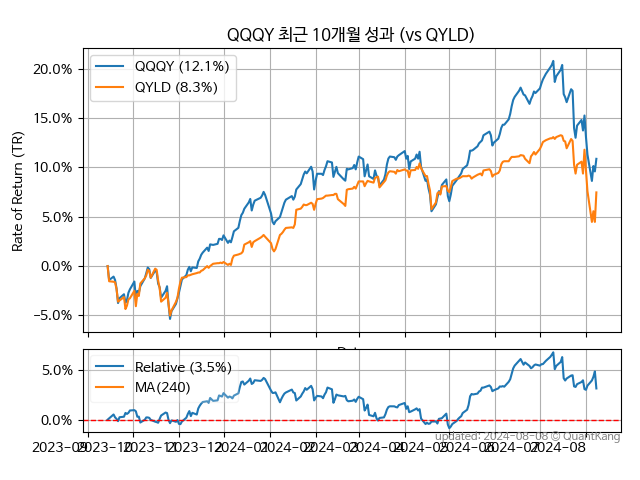 QQQY 최근 10개월 성과 (vs QYLD)
Rate of Return (TR)
20.0%
15.0%
10.0%
5.0%
0.0%
−5.0%
QQQY (12.1%)
QYLD (8.3%)
5.0%
0.0%
Relative (3.5%)
MA(240)
2023-09 2023-10 2023-11 2023-12 2024-01 2024-02 2024-03 2024-04 2024-05 2024-06 2024-07 2024-08
updated: 2024-08-08 © QuantKang